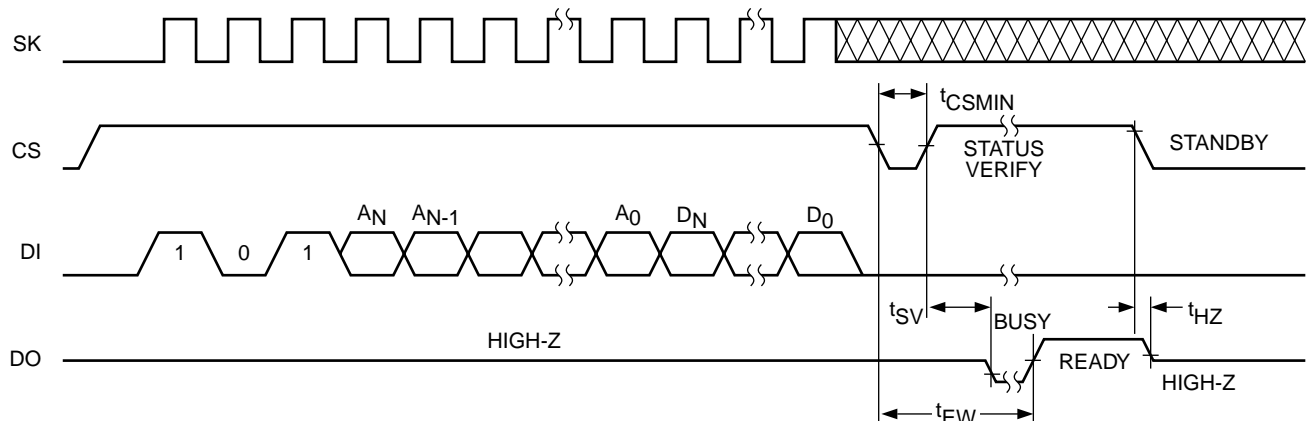 SK
tCSMIN
CS
STATUS
VERIFY
STANDBY
AN
AN-1
A0
DN
D0
DI
1
0
1
tSV
BUSY
tHZ
HIGH-Z
DO
READY
HIGH-Z
tEW